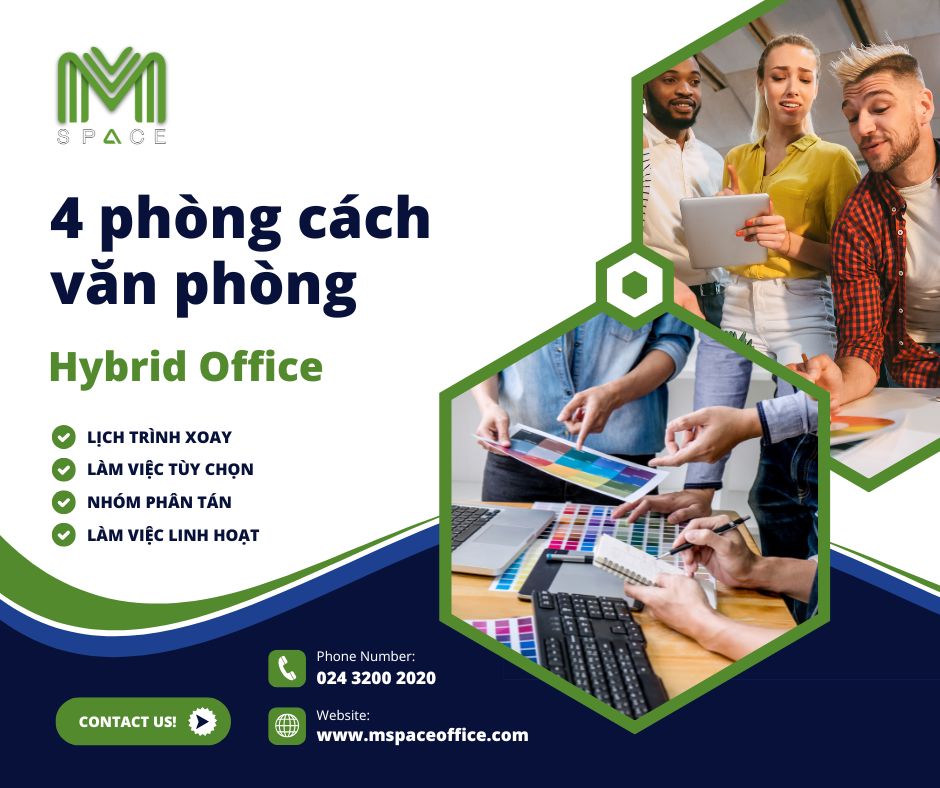 M
SPACE
4 phòng cách
văn phòng
Hybrid Office
LỊCH TRÌNH XOAY
LÀM VIỆC TÙY CHỌN
NHÓM PHÂN TÁN
LÀM VIỆC LINH HOẠT
CONTACT US!
Phone Number:
024 3200 2020
Website:
www.mspaceoffice.com